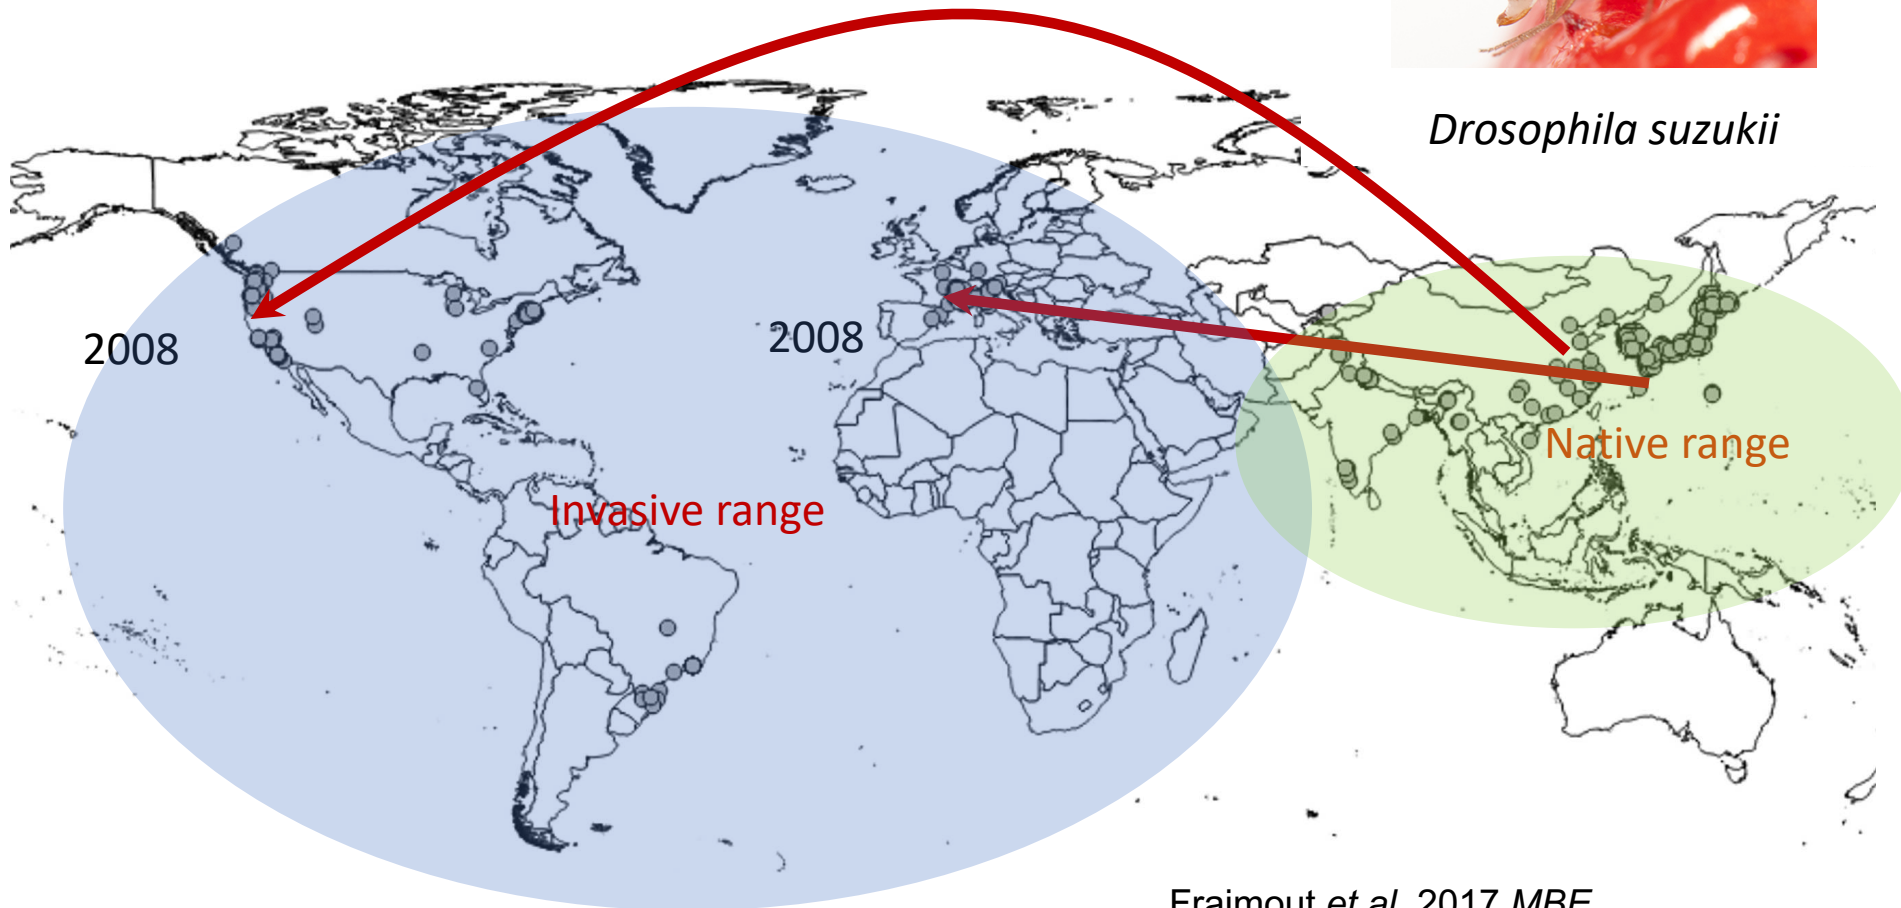 Drosophila suzukii
2008
2008
Native range
Invasive range
Fraimout et al. 2017 MBE